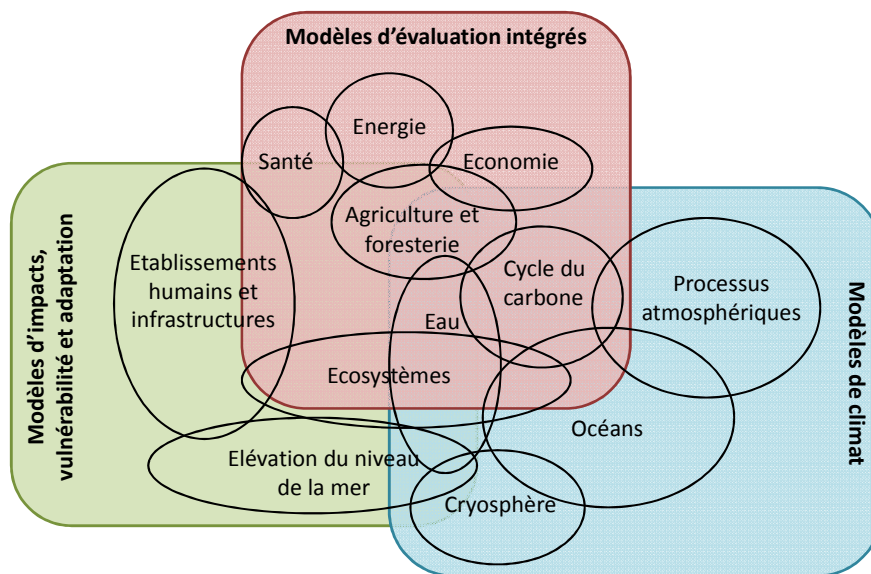 Modèles d'évaluation intégrés
Energie
Santé
Economie
Agriculture et
foresterie
Etablissements
humains et
infrastructures
Cycle du
carbone
Processus
atmosphériques
Eau
Ecosystèmes
Océans
Elévation du niveau
de la mer
Cryosphère
Modèles d'impacts,
vulnérabilité et adaptation
Modèles de climat